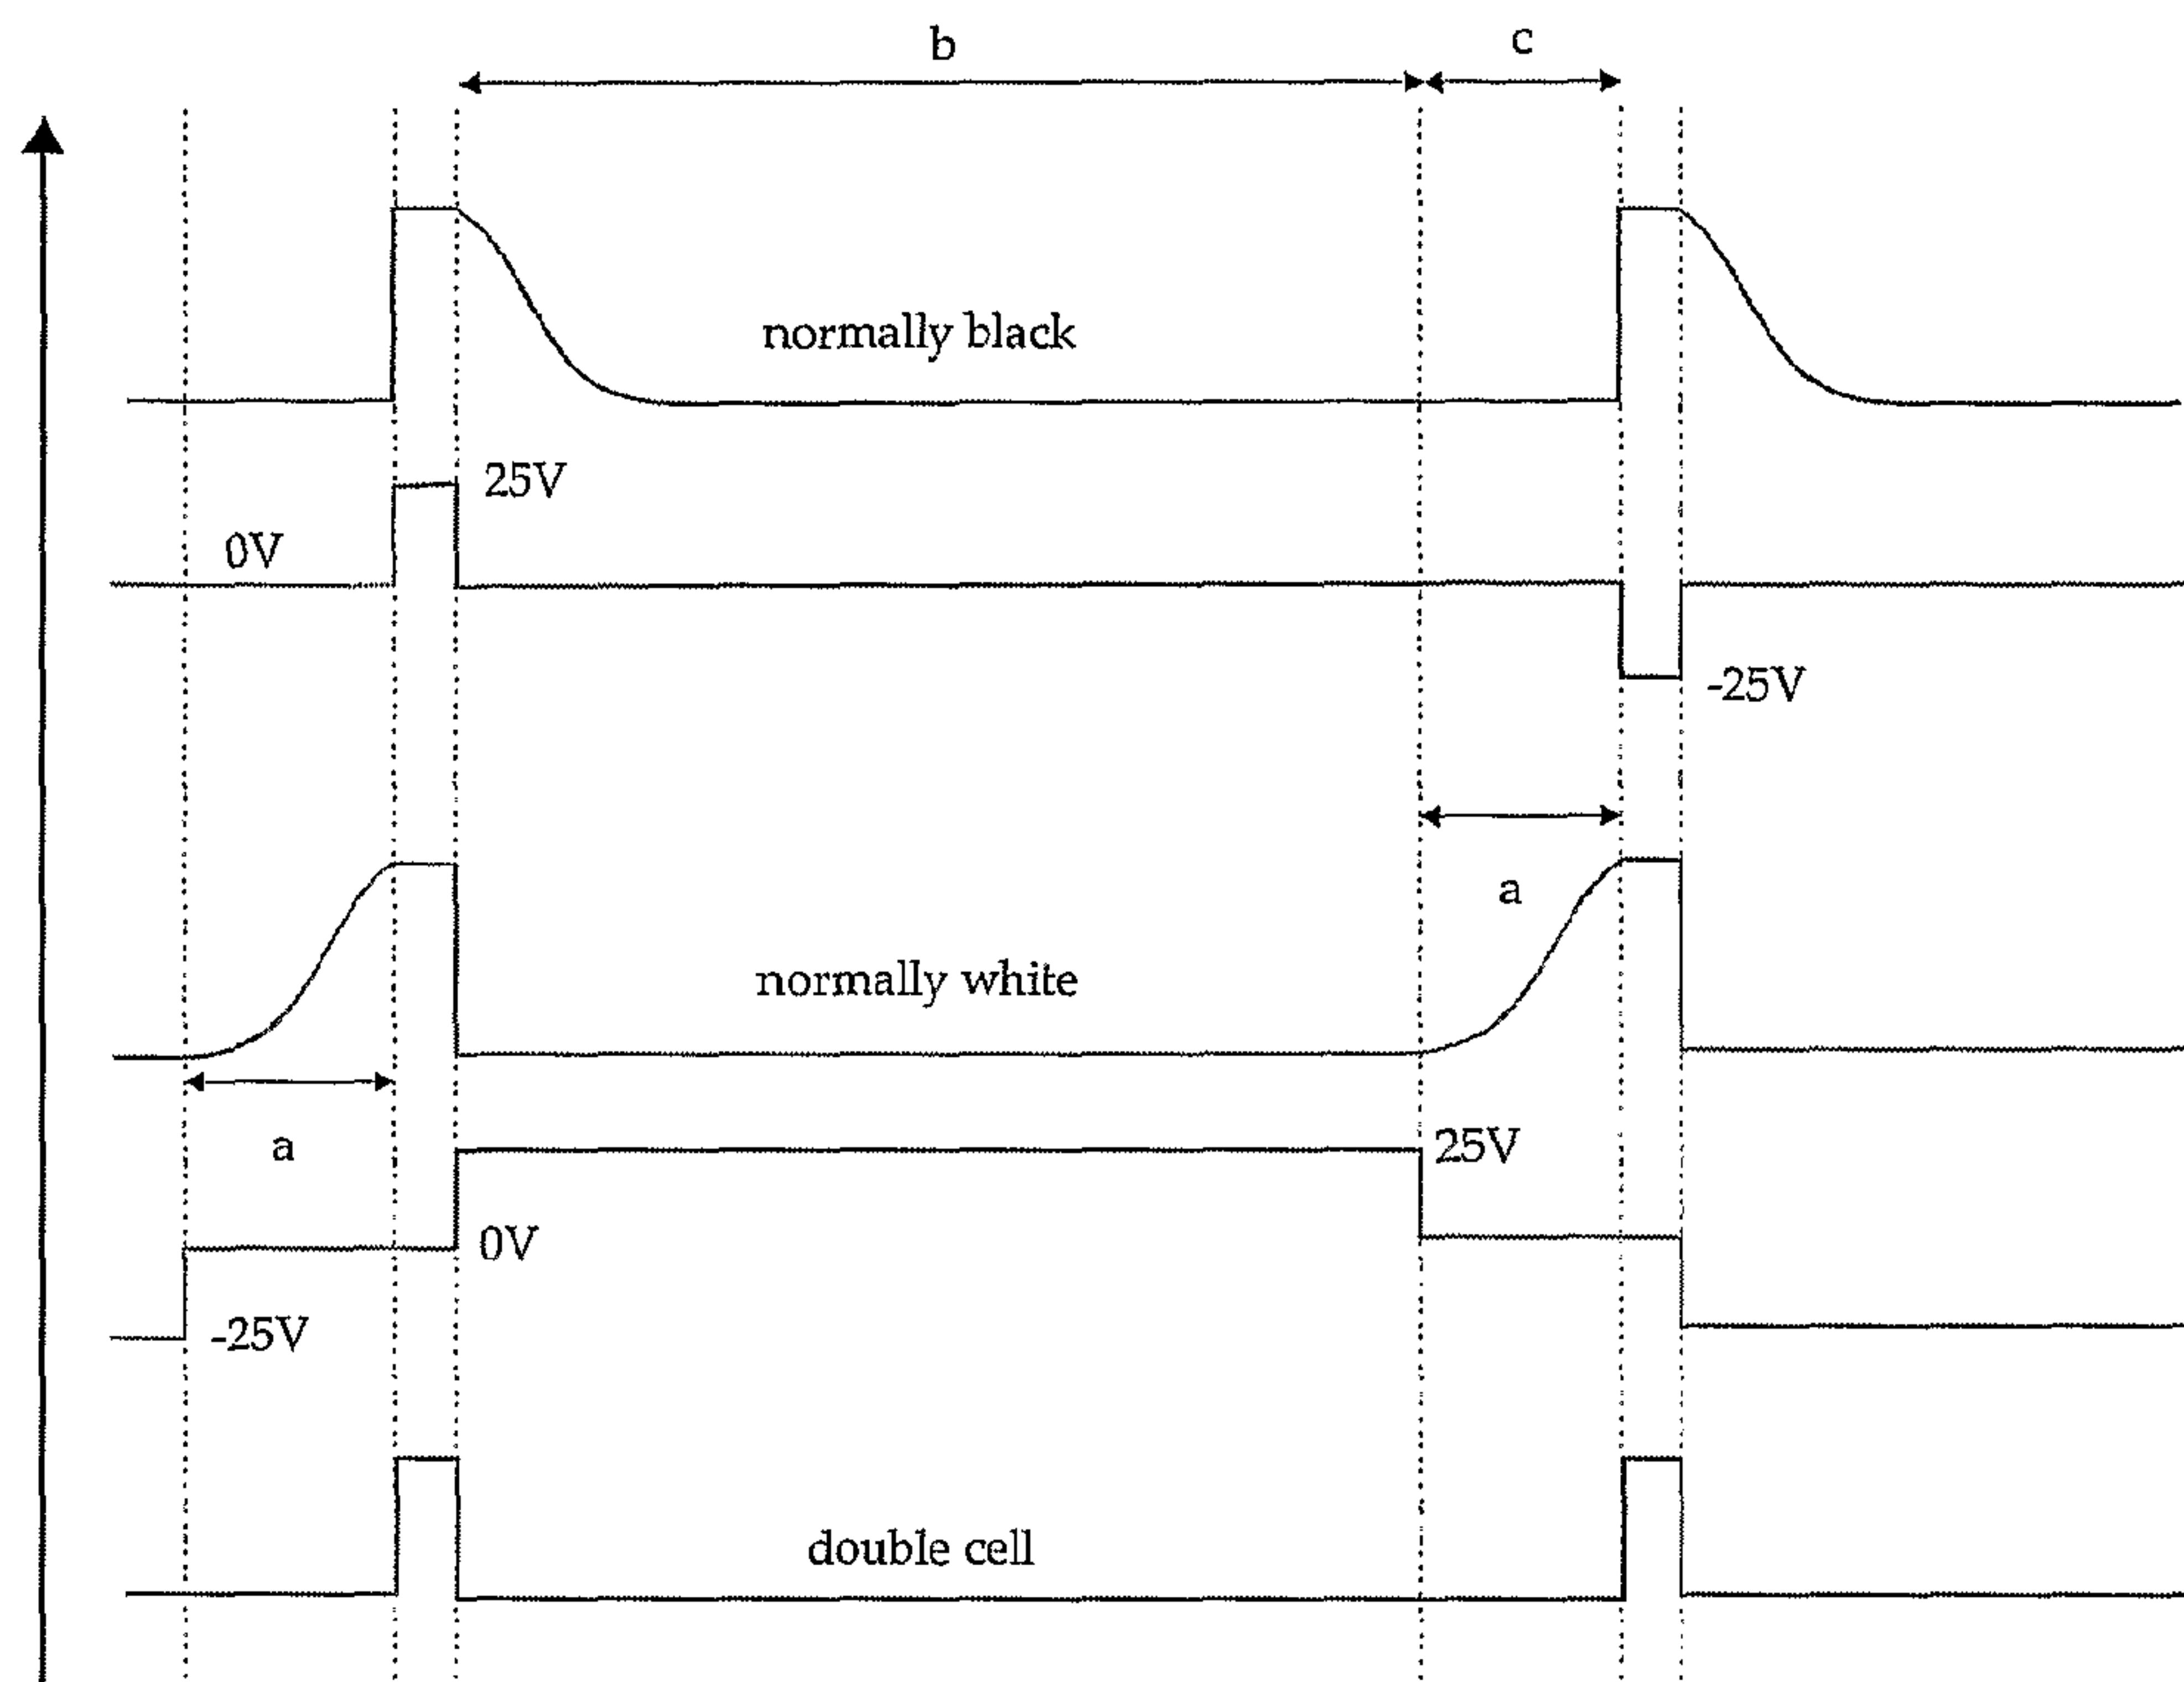 b
c
normally black
25V
0V
-25V
a
normally white
a
25V
0V
-25V
double cell